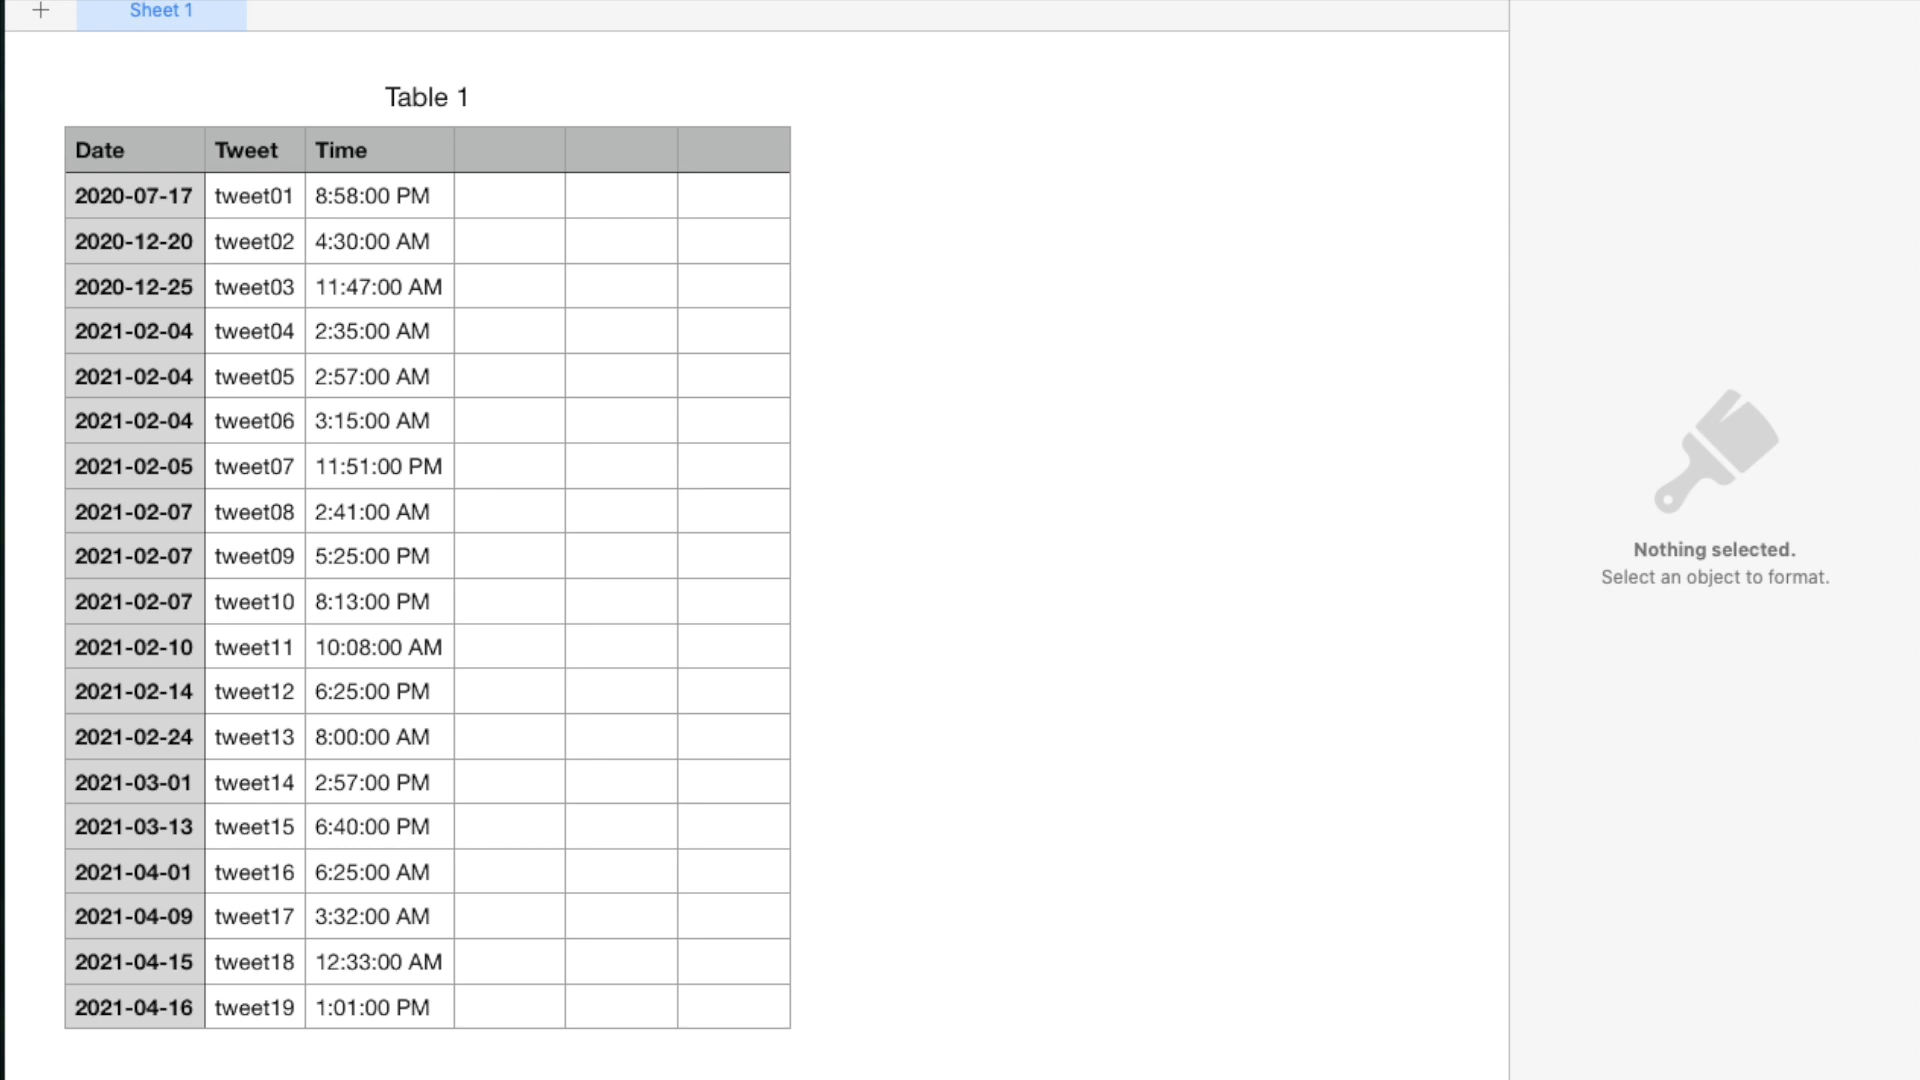 Sheet 1
Table 1
Date Tweet Time
2020-07-17 tweet01 8:58:00 PM
2020-12-20 tweet02 4:30:00 AM
2020-12-25 tweet03 11:47:00 AM
2021-02-04 tweet04 2:35:00 AM
2021-02-04 tweet05 2:57:00 AM
2021-02-04 tweet06 3:15:00 AM
2021-02-05 tweet07 11:51:00 PM
2021-02-07 tweet08 2:41:00 AM
2021-02-07 tweet09 5:25:00 PM
2021-02-07 tweet10 8:13:00 PM
2021-02-10 tweet11 10:08:00 AM
2021-02-14 tweet12 6:25:00 PM
2021-02-24 tweet13 8:00:00 AM
2021-03-01 tweet14 2:57:00 PM
2021-03-13 tweet15 6:40:00 PM
2021-04-01 tweet16 6:25:00 AM
2021-04-09 tweet17 3:32:00 AM
2021-04-15 tweet18 12:33:00 AM
2021-04-16 tweet19 1:01:00 PM
Nothing selected.
Select an object to format.